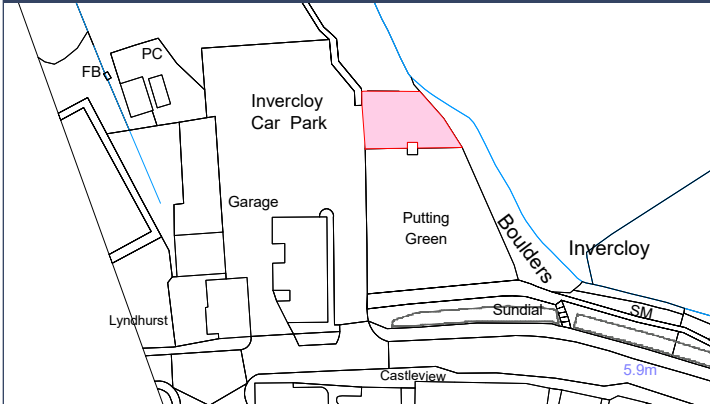 PC
FB
Invercloy
Car Park
Garage
Putting
Green
Boulders
Invercloy
Lyndhurst
Sundial
SM
5.9m
Castleview